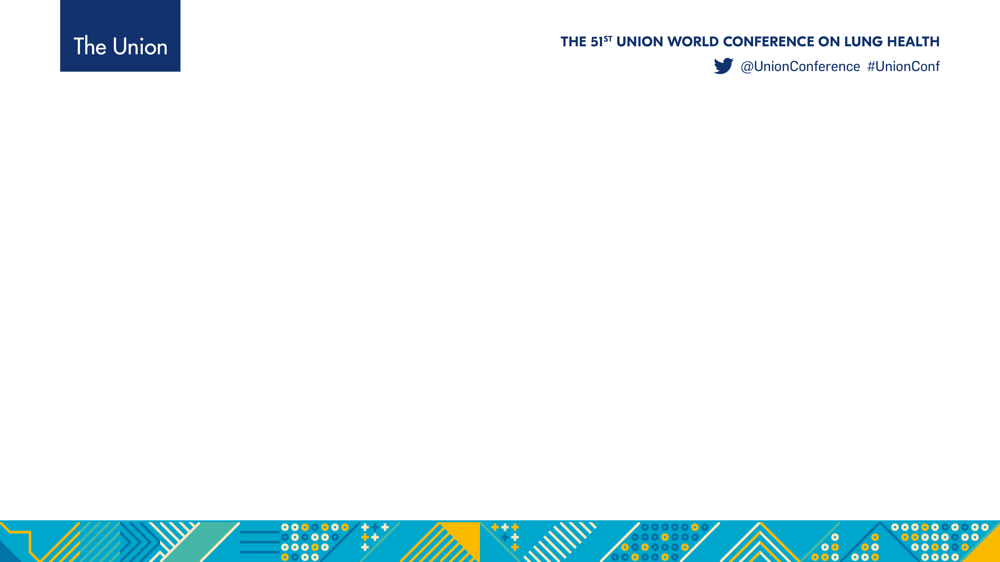 The Union
THE 51ST UNION WORLD CONFERENCE ON LUNG HEALTH
@UnionConference #UnionConf